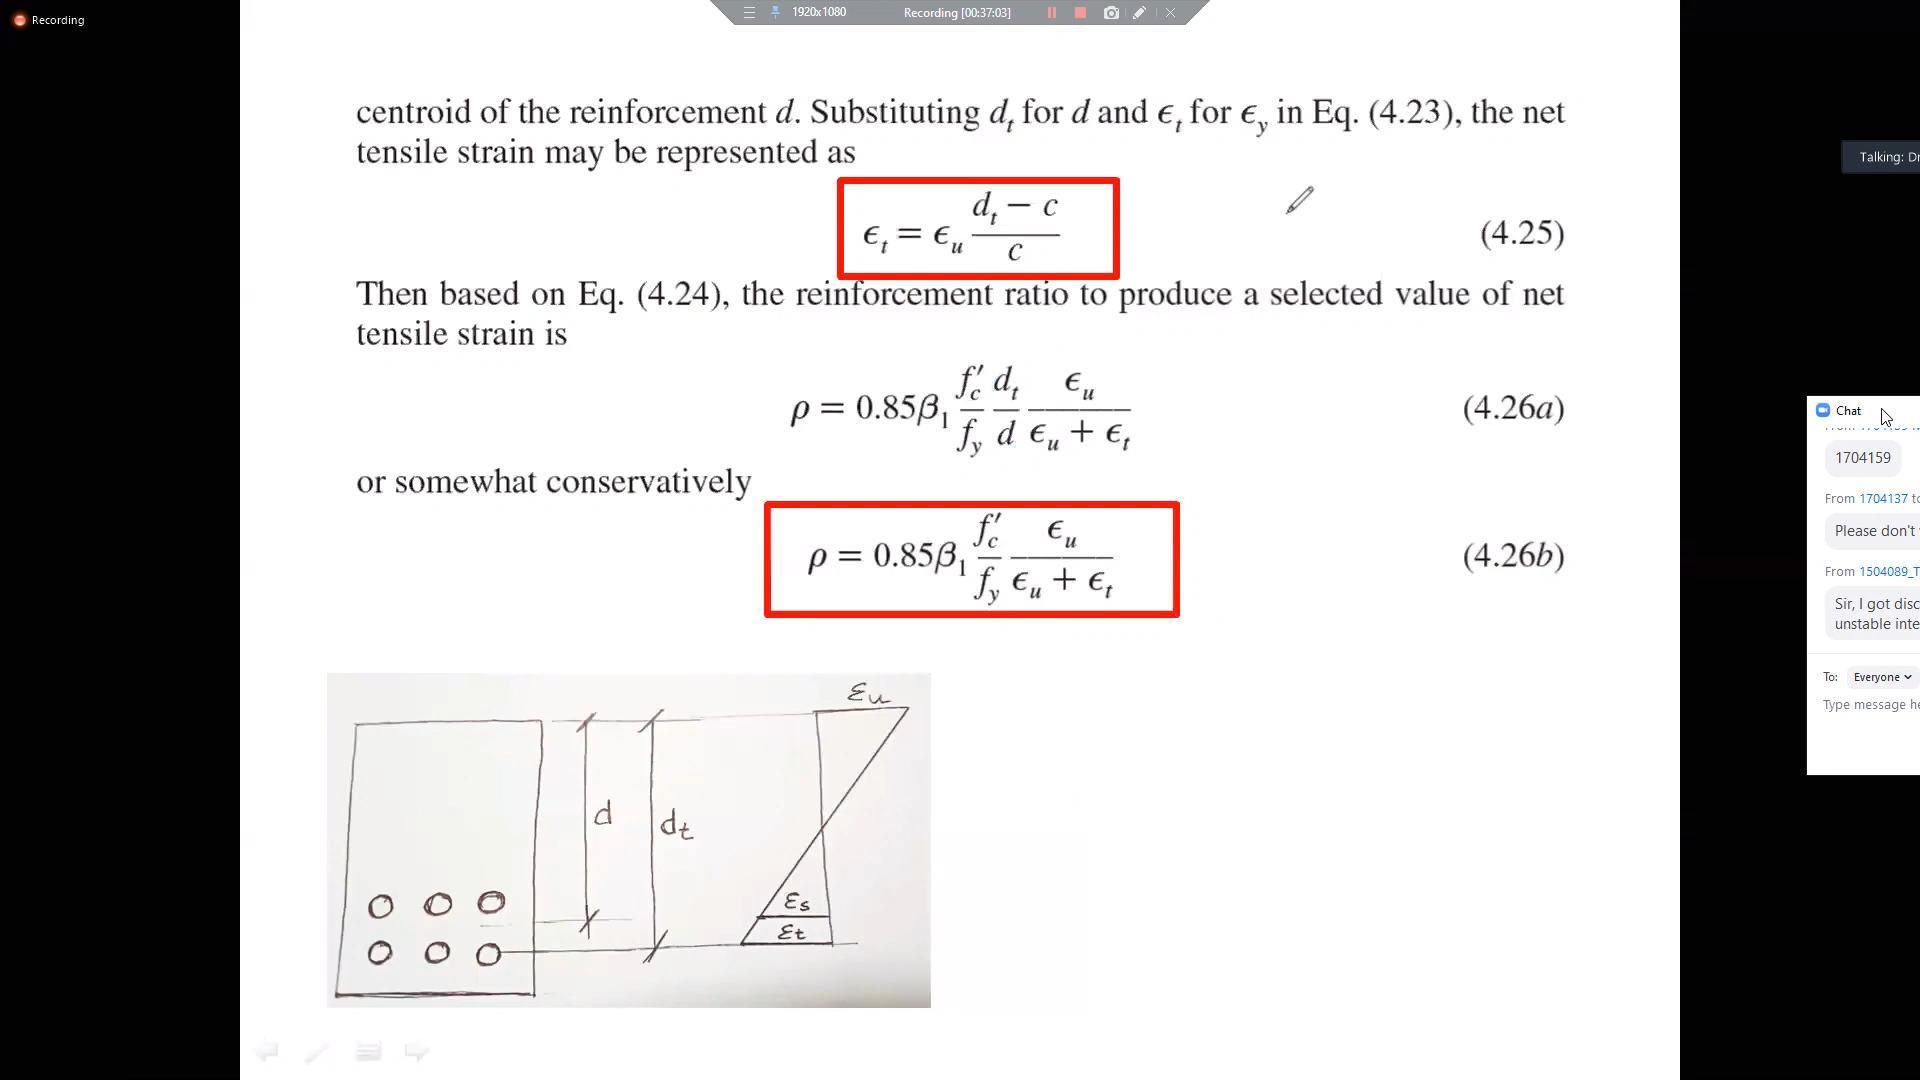 Recording
1920x1080
Recording [00:37:03]
centroid of the reinforcement d. Substituting dₜ for d and ϵₜ for ϵy in Eq. (4.23), the net
tensile strain may be represented as
ϵₜ = ϵᵤ (dₜ − c)/c (4.25)
Then based on Eq. (4.24), the reinforcement ratio to produce a selected value of net
tensile strain is
ρ = 0.85β₁ (f′c/fy) (dₜ/d) ϵᵤ/(ϵᵤ + ϵₜ) (4.26a)
or somewhat conservatively
ρ = 0.85β₁ (f′c/fy) ϵᵤ/(ϵᵤ + ϵₜ) (4.26b)
εu
d
dt
εs
εt
Talking:
Chat
1704159
From 1704137
Please don't
From 1504089_T
Sir, I got
unstable
To: Everyone
Type message